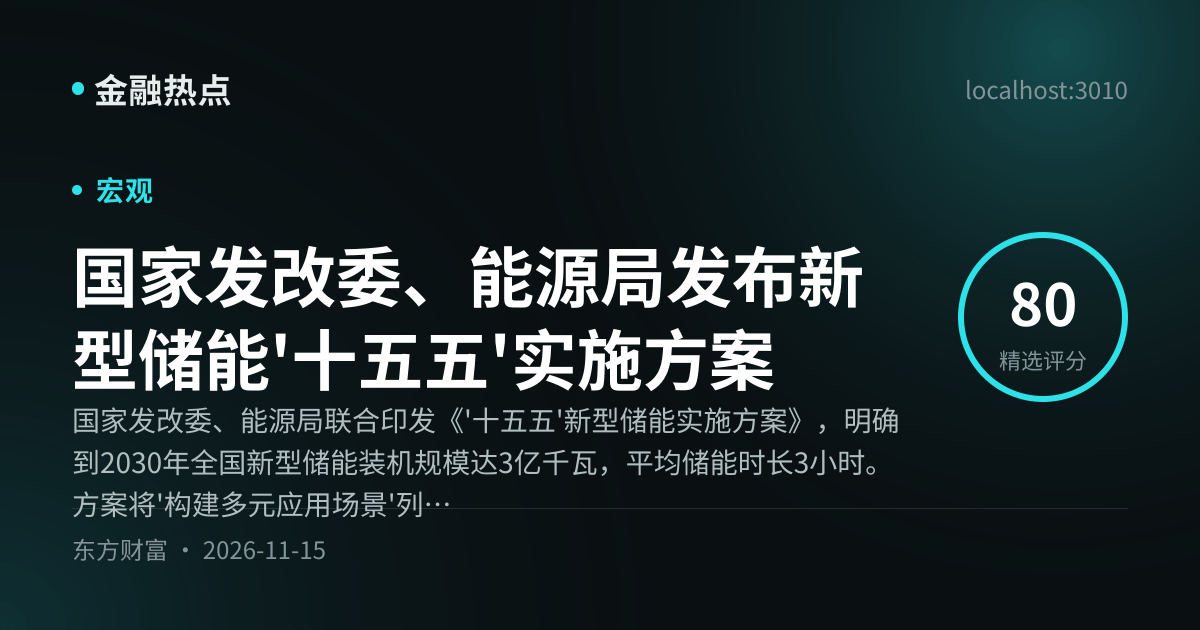 金融热点
localhost:3010
宏观
国家发改委、能源局发布新
型储能'十五五'实施方案
80
精选评分
国家发改委、能源局联合印发《'十五五'新型储能实施方案》，明确
到2030年全国新型储能装机规模达3亿千瓦，平均储能时长3小时。
方案将'构建多元应用场景'列…
东方财富 · 2026-11-15